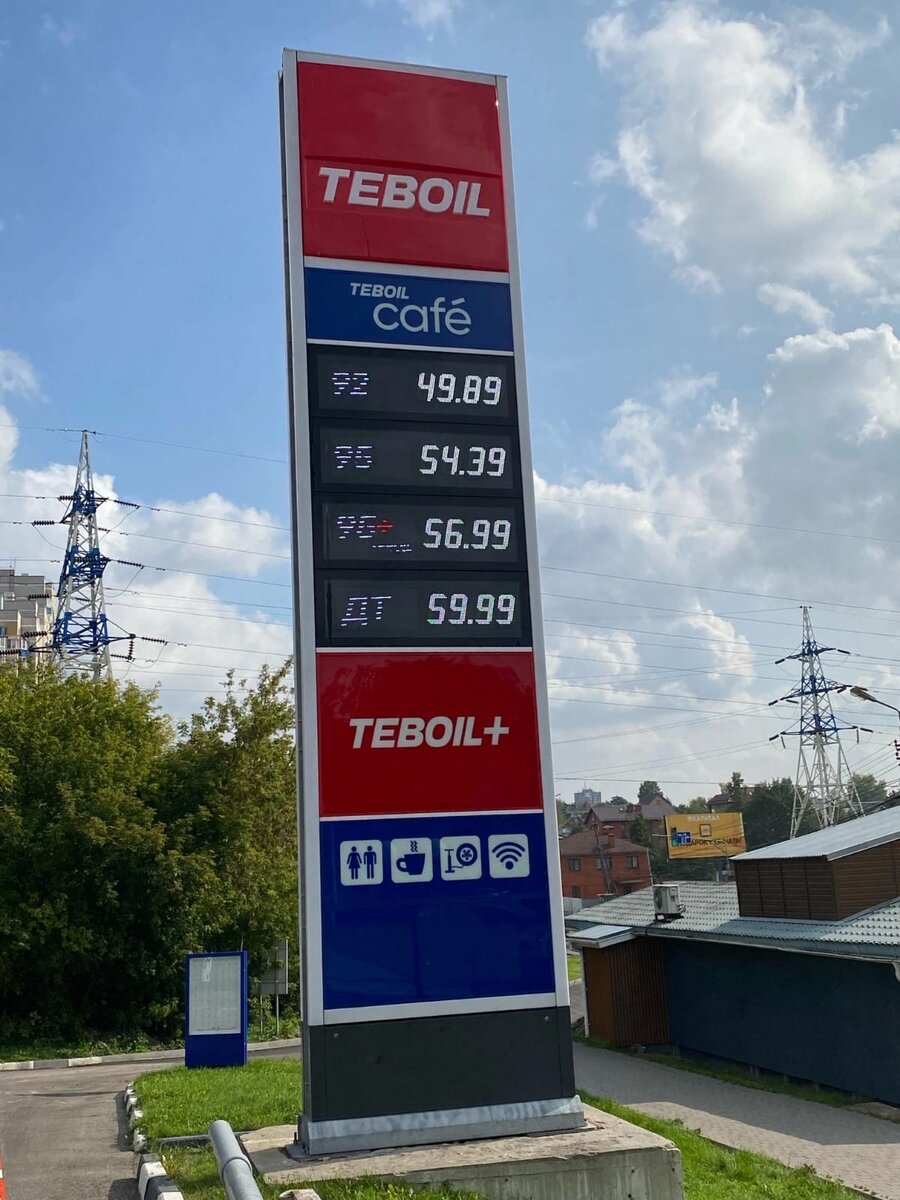 TEBOIL
TEBOIL
café
92 49.89
95 54.39
95+ 56.99
ДТ 59.99
TEBOIL+